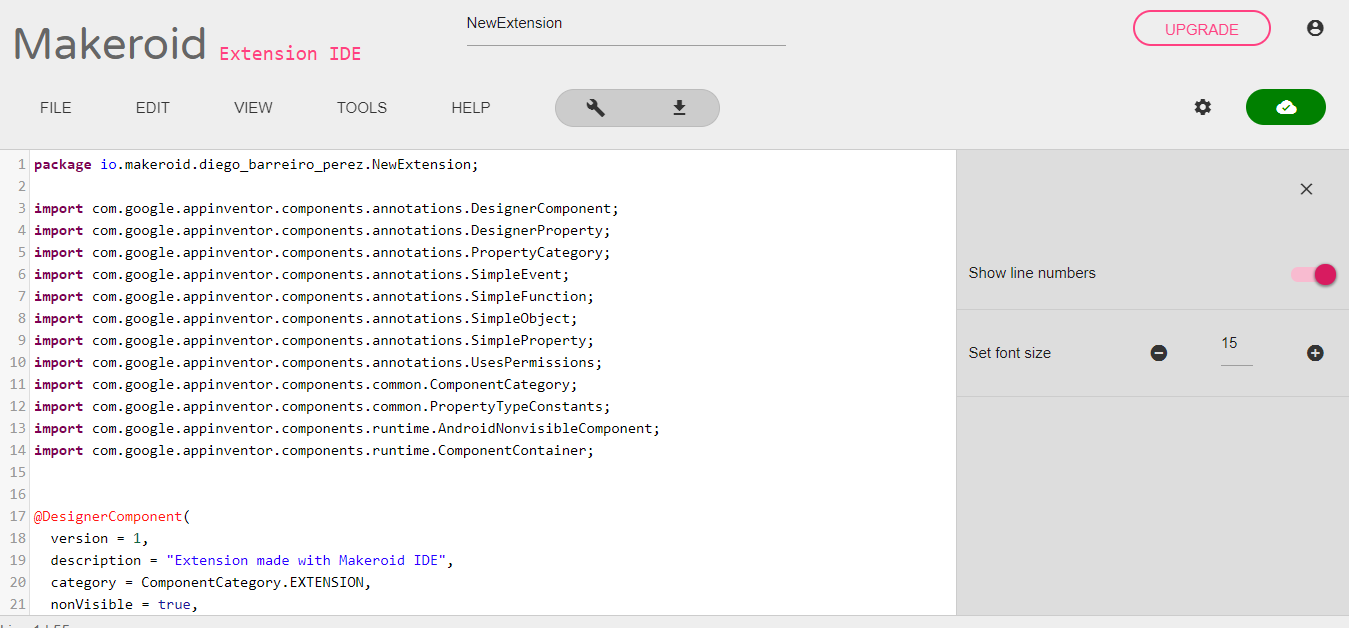 Makeroid Extension IDE
NewExtension
UPGRADE
FILE EDIT VIEW TOOLS HELP
1 package io.makeroid.diego_barreiro_perez.NewExtension;
2
3 import com.google.appinventor.components.annotations.DesignerComponent;
4 import com.google.appinventor.components.annotations.DesignerProperty;
5 import com.google.appinventor.components.annotations.PropertyCategory;
6 import com.google.appinventor.components.annotations.SimpleEvent;
7 import com.google.appinventor.components.annotations.SimpleFunction;
8 import com.google.appinventor.components.annotations.SimpleObject;
9 import com.google.appinventor.components.annotations.SimpleProperty;
10 import com.google.appinventor.components.annotations.UsesPermissions;
11 import com.google.appinventor.components.common.ComponentCategory;
12 import com.google.appinventor.components.common.PropertyTypeConstants;
13 import com.google.appinventor.components.runtime.AndroidNonvisibleComponent;
14 import com.google.appinventor.components.runtime.ComponentContainer;
15
16
17 @DesignerComponent(
18 version = 1,
19 description = "Extension made with Makeroid IDE",
20 category = ComponentCategory.EXTENSION,
21 nonVisible = true,
Show line numbers
Set font size 15